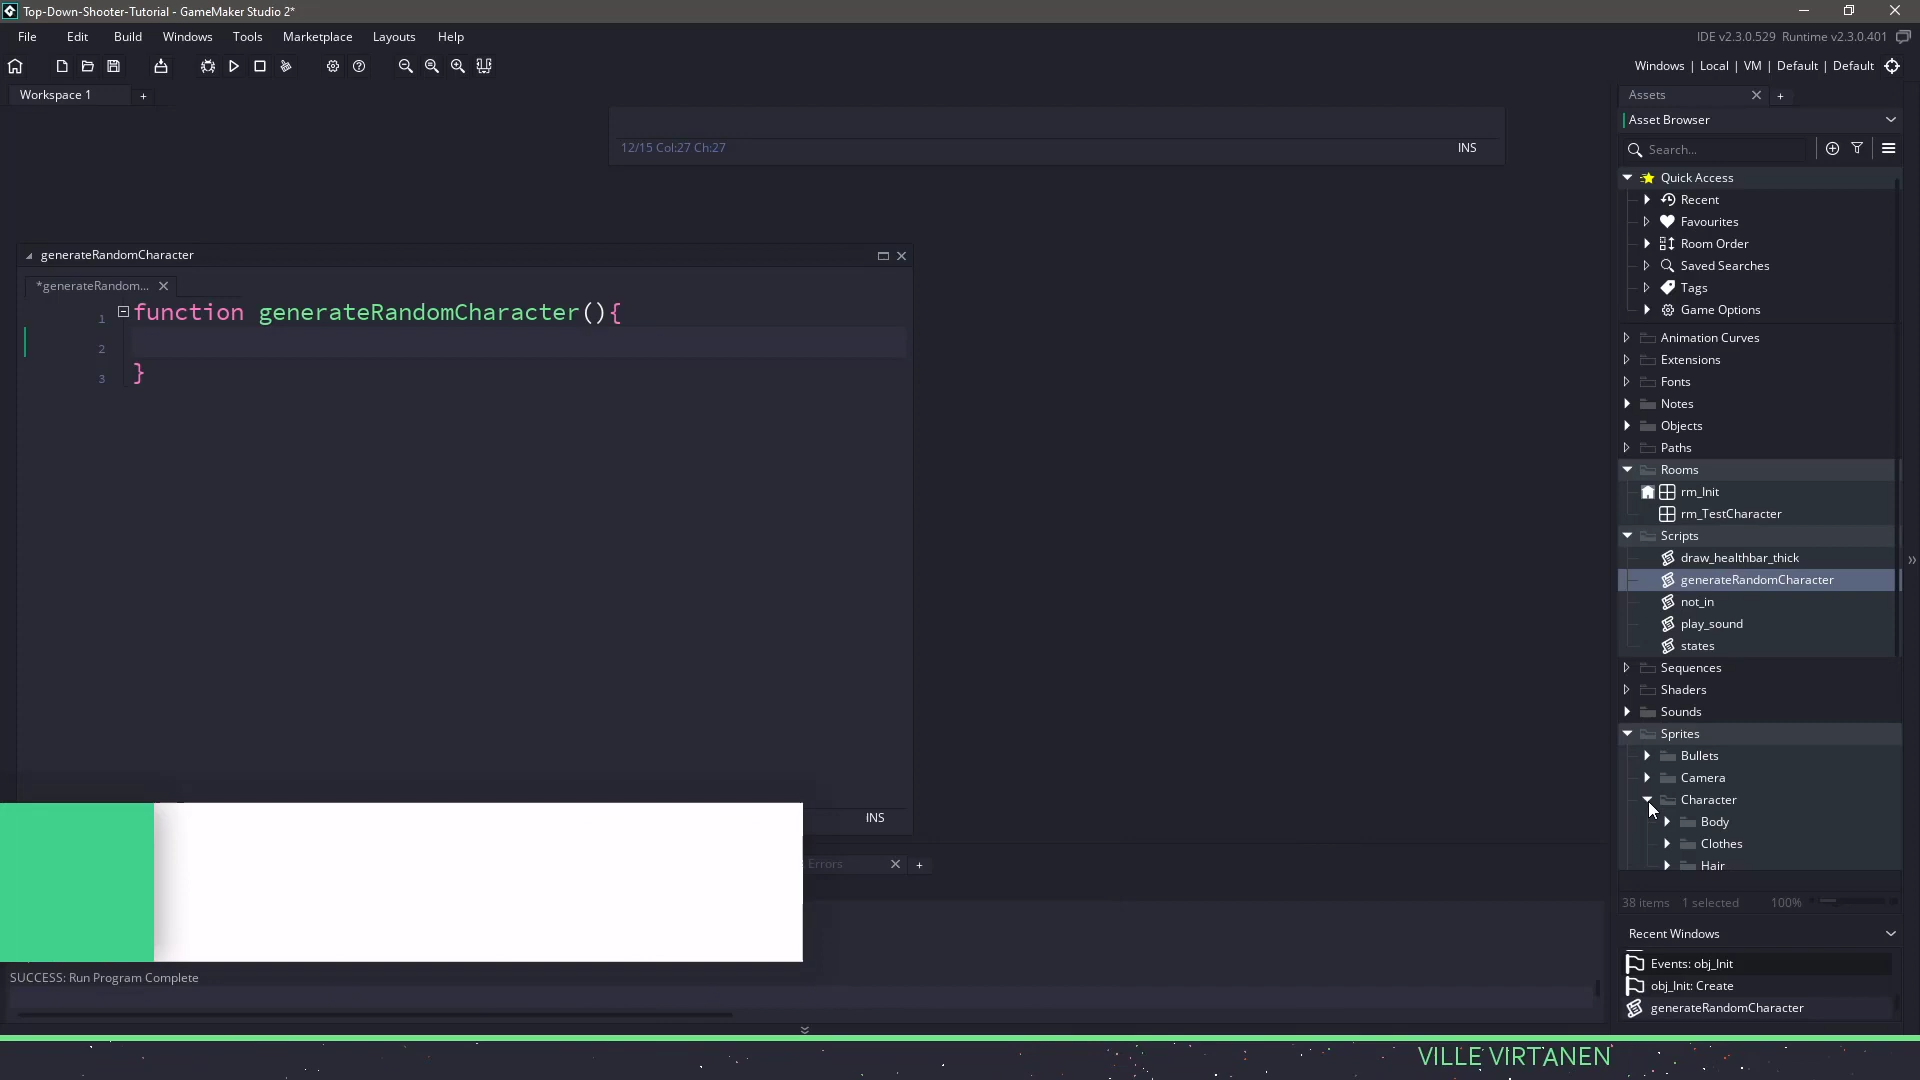 Top-Down-Shooter-Tutorial - GameMaker Studio 2*
File Edit Build Windows Tools Marketplace Layouts Help
IDE v2.3.0.529 Runtime v2.3.0.401
Windows | Local | VM | Default | Default
Workspace 1 +
12/15 Col:27 Ch:27 INS
generateRandomCharacter
*generateRandom...
1 function generateRandomCharacter(){
2
3 }
INS
Errors
SUCCESS: Run Program Complete
Assets
Asset Browser
Search...
Quick Access
Recent
Favourites
Room Order
Saved Searches
Tags
Game Options
Animation Curves
Extensions
Fonts
Notes
Objects
Paths
Rooms
rm_Init
rm_TestCharacter
Scripts
draw_healthbar_thick
generateRandomCharacter
not_in
play_sound
states
Sequences
Shaders
Sounds
Sprites
Bullets
Camera
Character
Body
Clothes
Hair
38 items 1 selected 100%
Recent Windows
Events: obj_Init
obj_Init: Create
generateRandomCharacter
VILLE VIRTANEN